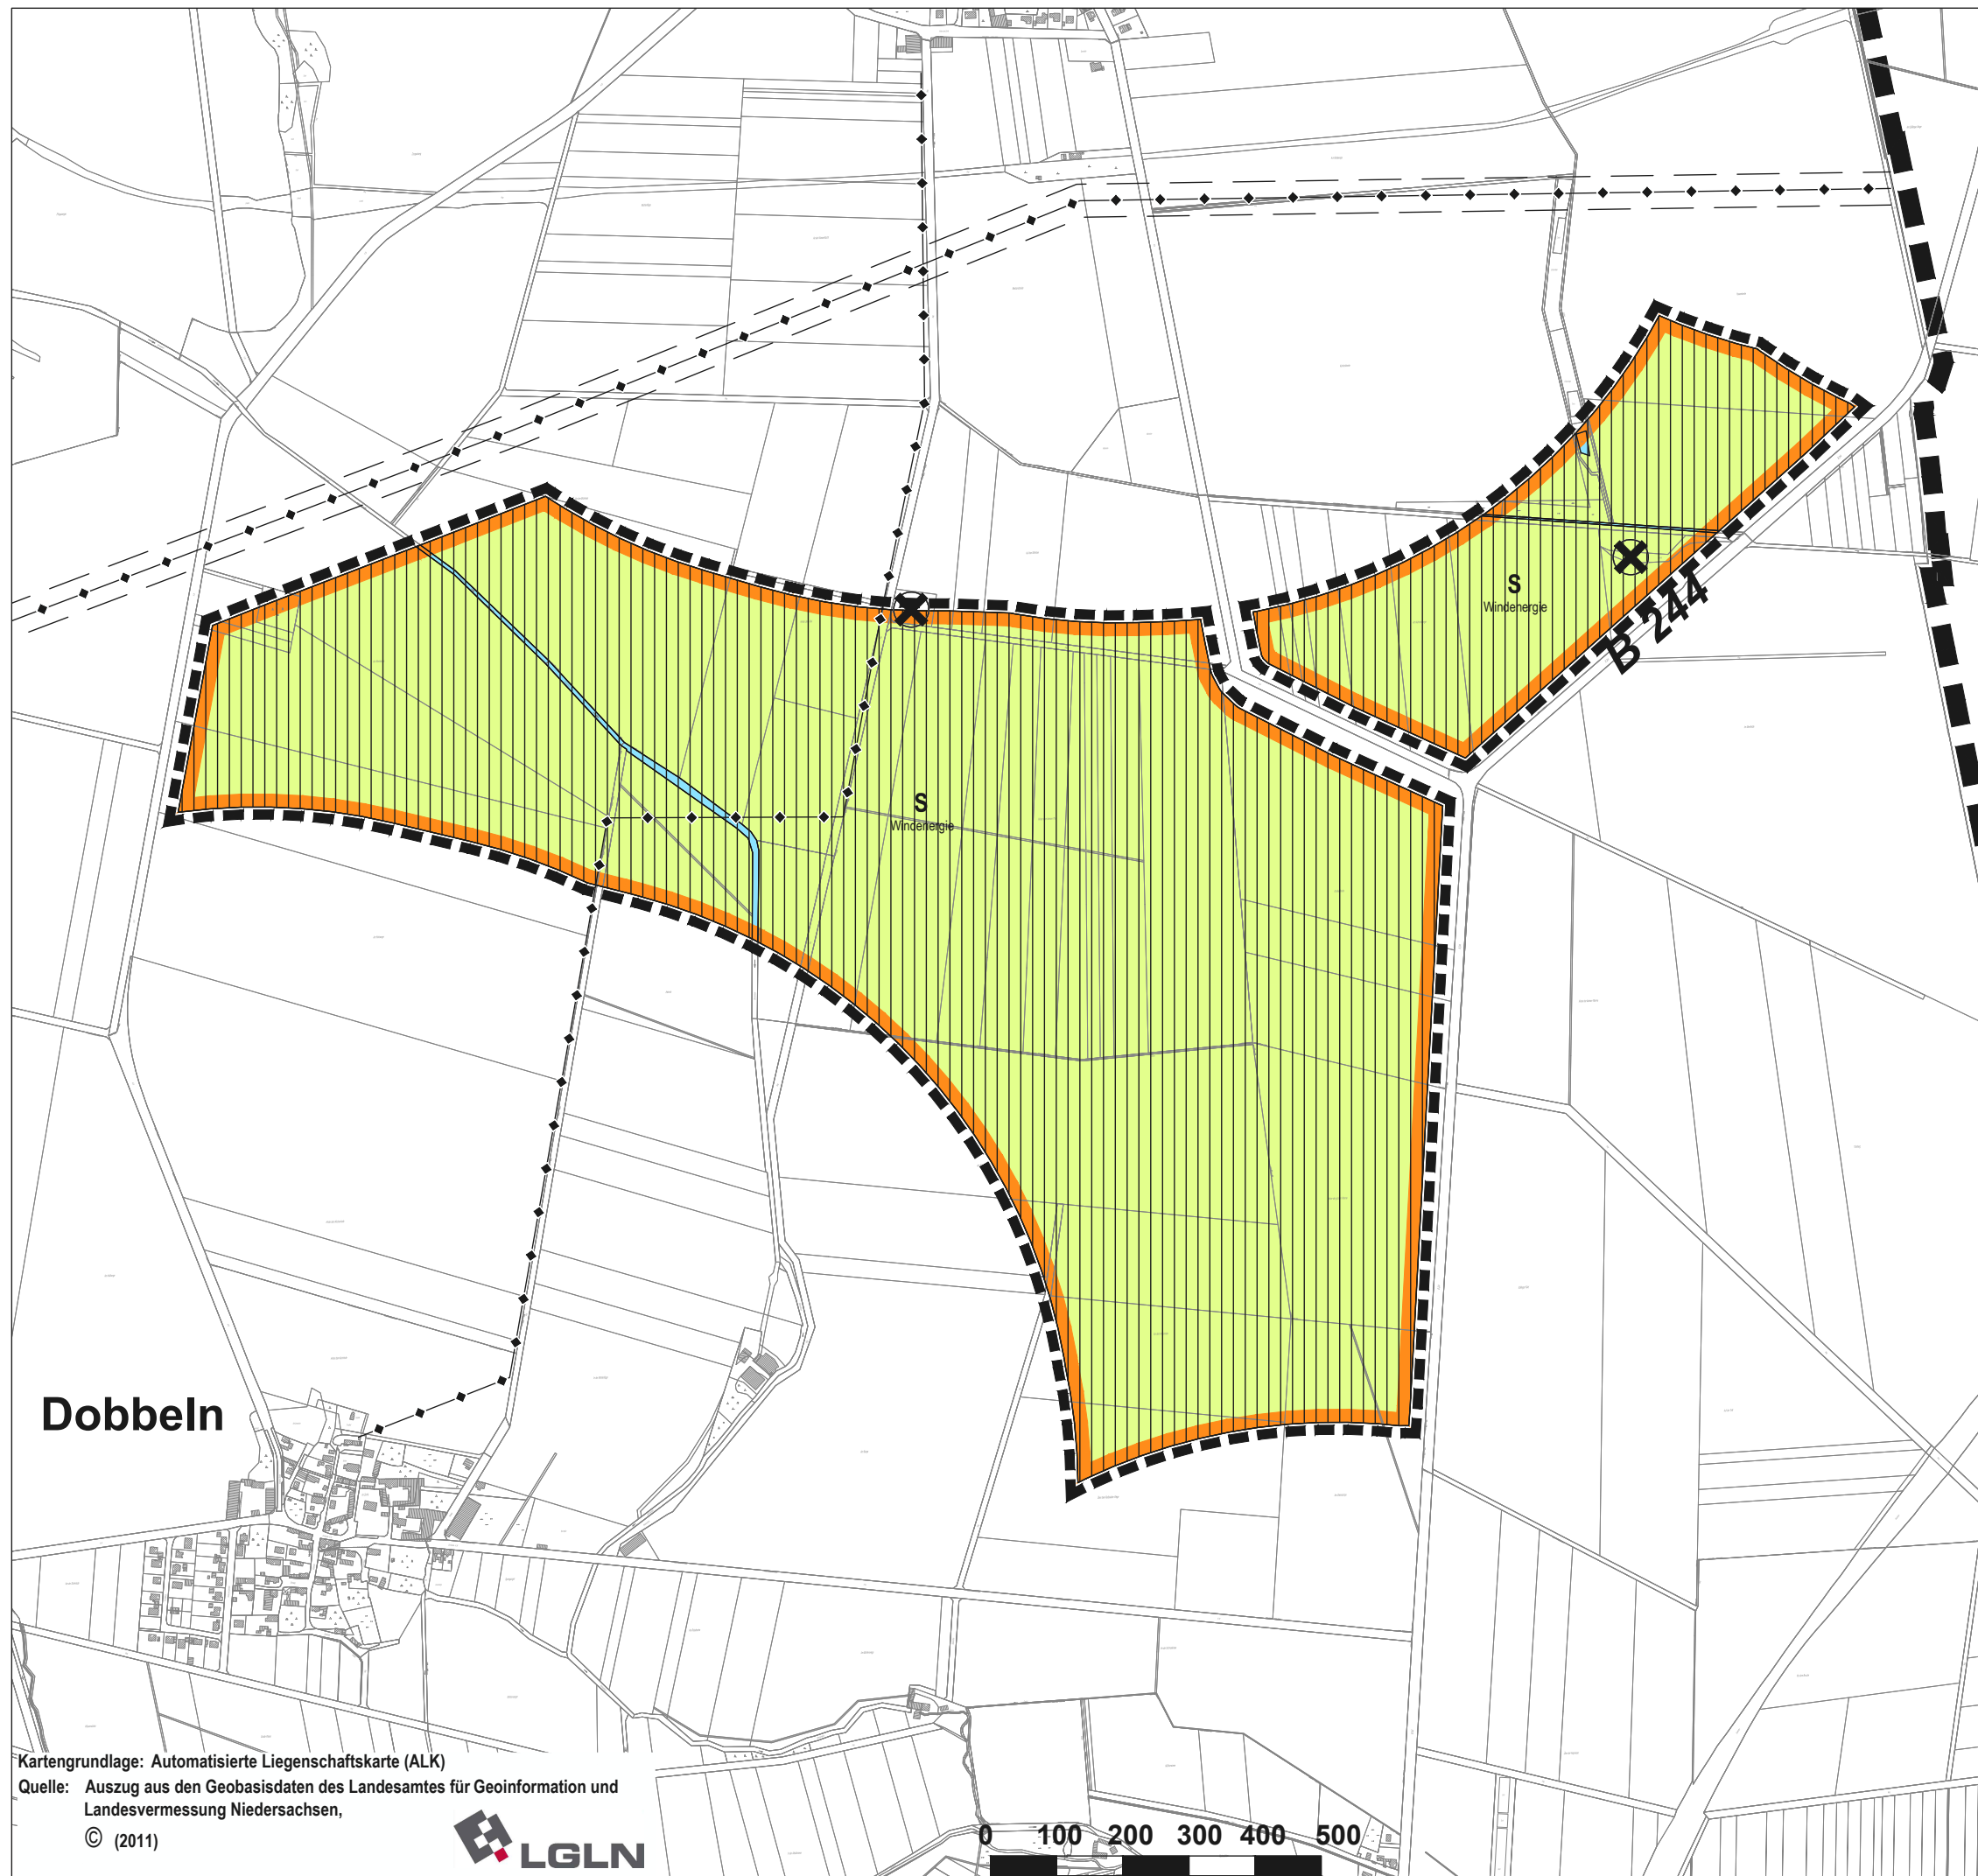 B 244
S
Windenergie
S
Windenergie
Dobbeln
Kartengrundlage: Automatisierte Liegenschaftskarte (ALK)
Quelle: Auszug aus den Geobasisdaten des Landesamtes für Geoinformation und
Landesvermessung Niedersachsen,
© (2011)
LGLN
0 100 200 300 400 500